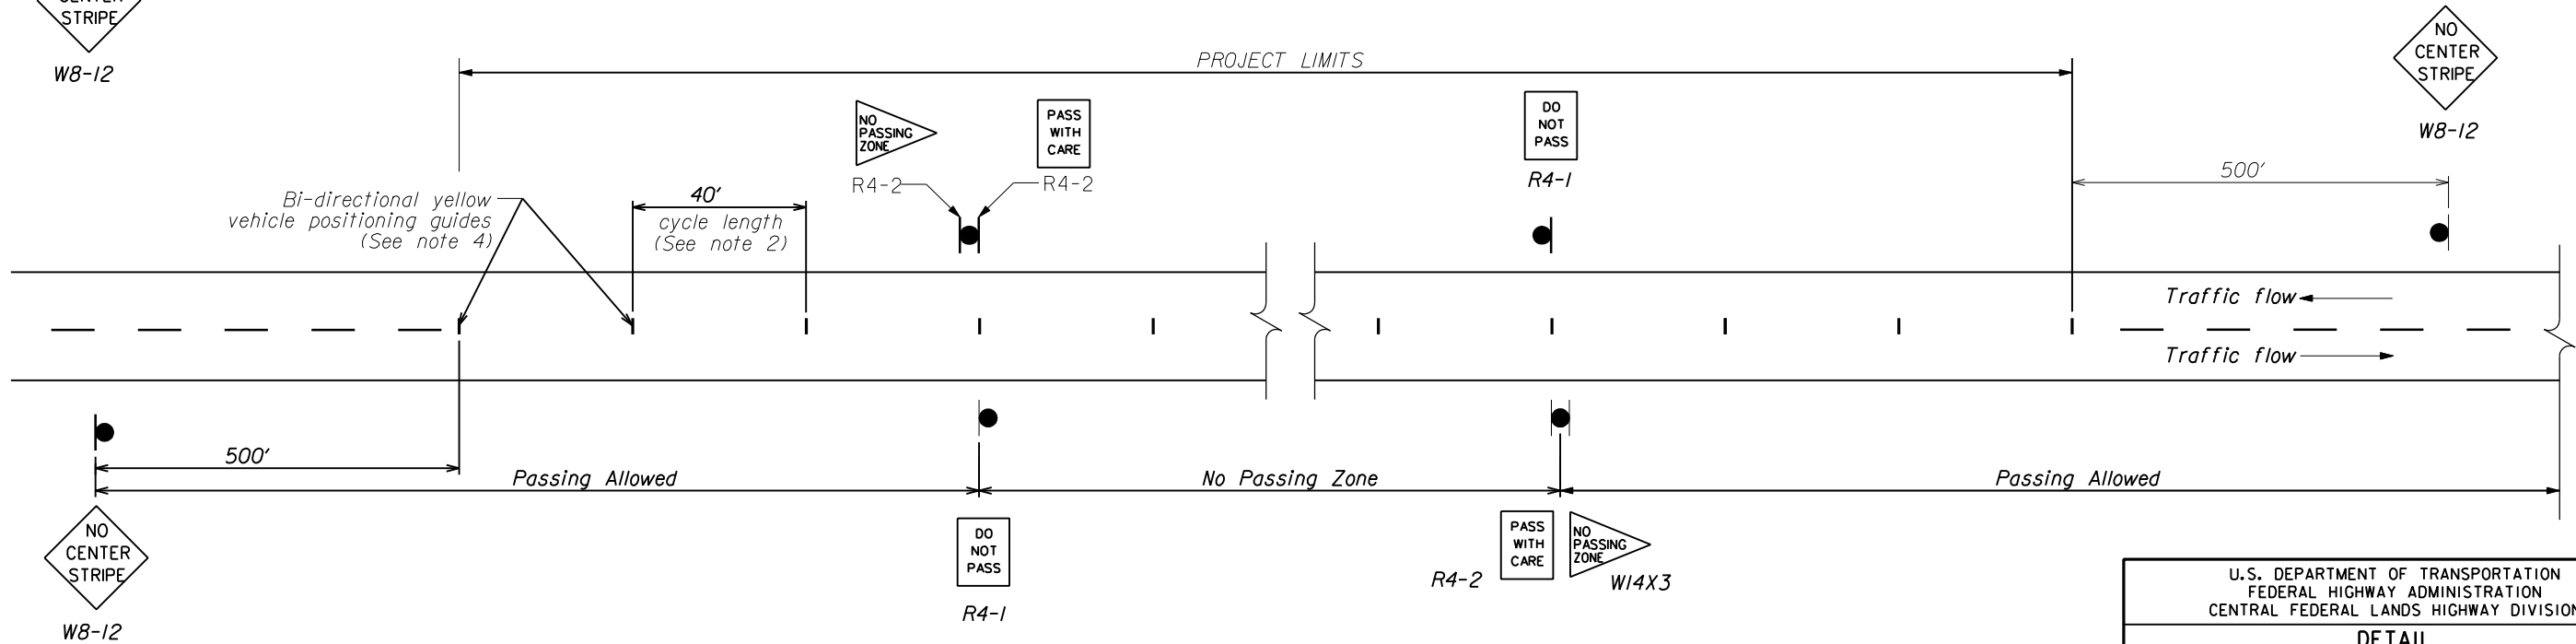 CENTER
STRIPE
W8-12
PROJECT LIMITS
NO
CENTER
STRIPE
W8-12
NO
PASSING
ZONE
PASS
WITH
CARE
DO
NOT
PASS
R4-2
R4-2
R4-1
500'
Bi-directional yellow
vehicle positioning guides
(See note 4)
40'
cycle length
(See note 2)
Traffic flow
Traffic flow
500'
Passing Allowed
No Passing Zone
Passing Allowed
NO
CENTER
STRIPE
W8-12
DO
NOT
PASS
R4-1
PASS
WITH
CARE
R4-2
NO
PASSING
ZONE
W14X3
U.S. DEPARTMENT OF TRANSPORTATION
FEDERAL HIGHWAY ADMINISTRATION
CENTRAL FEDERAL LANDS HIGHWAY DIVISION
DETAIL